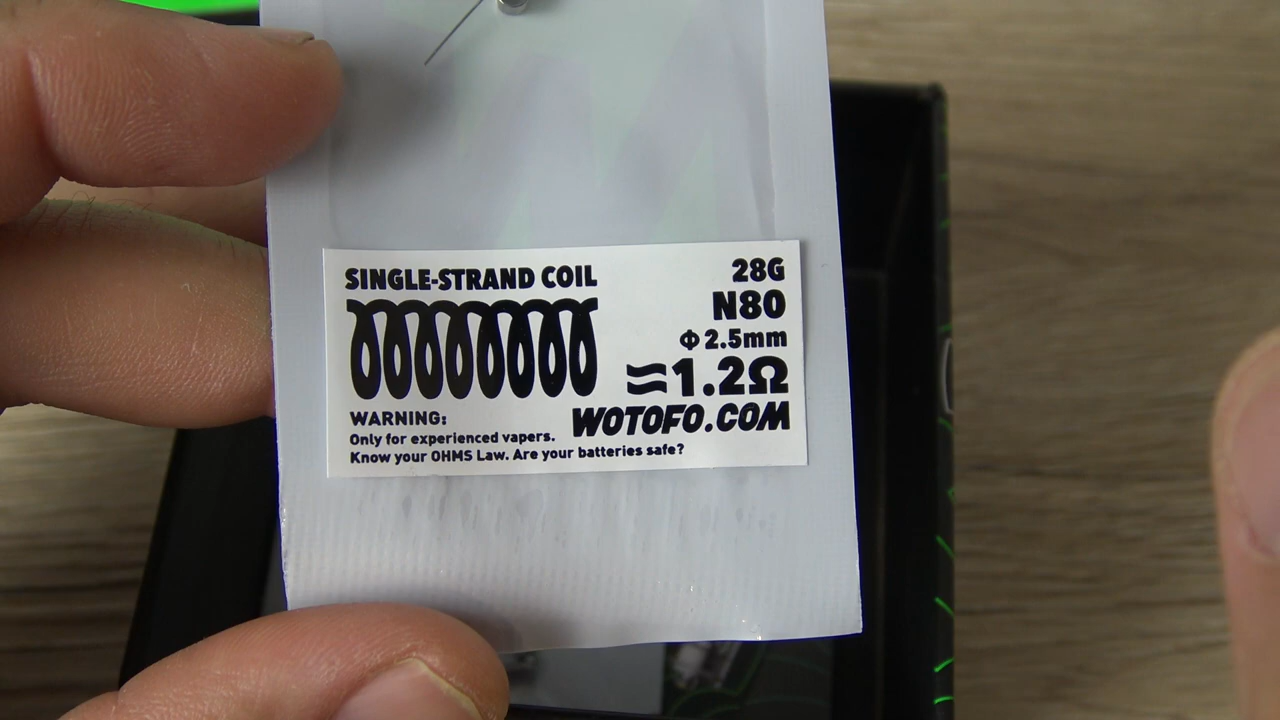 SINGLE-STRAND COIL
28G
N80
Φ 2.5mm
≈1.2Ω
WOTOFO.COM
WARNING:
Only for experienced vapers.
Know your OHMS Law. Are your batteries safe?